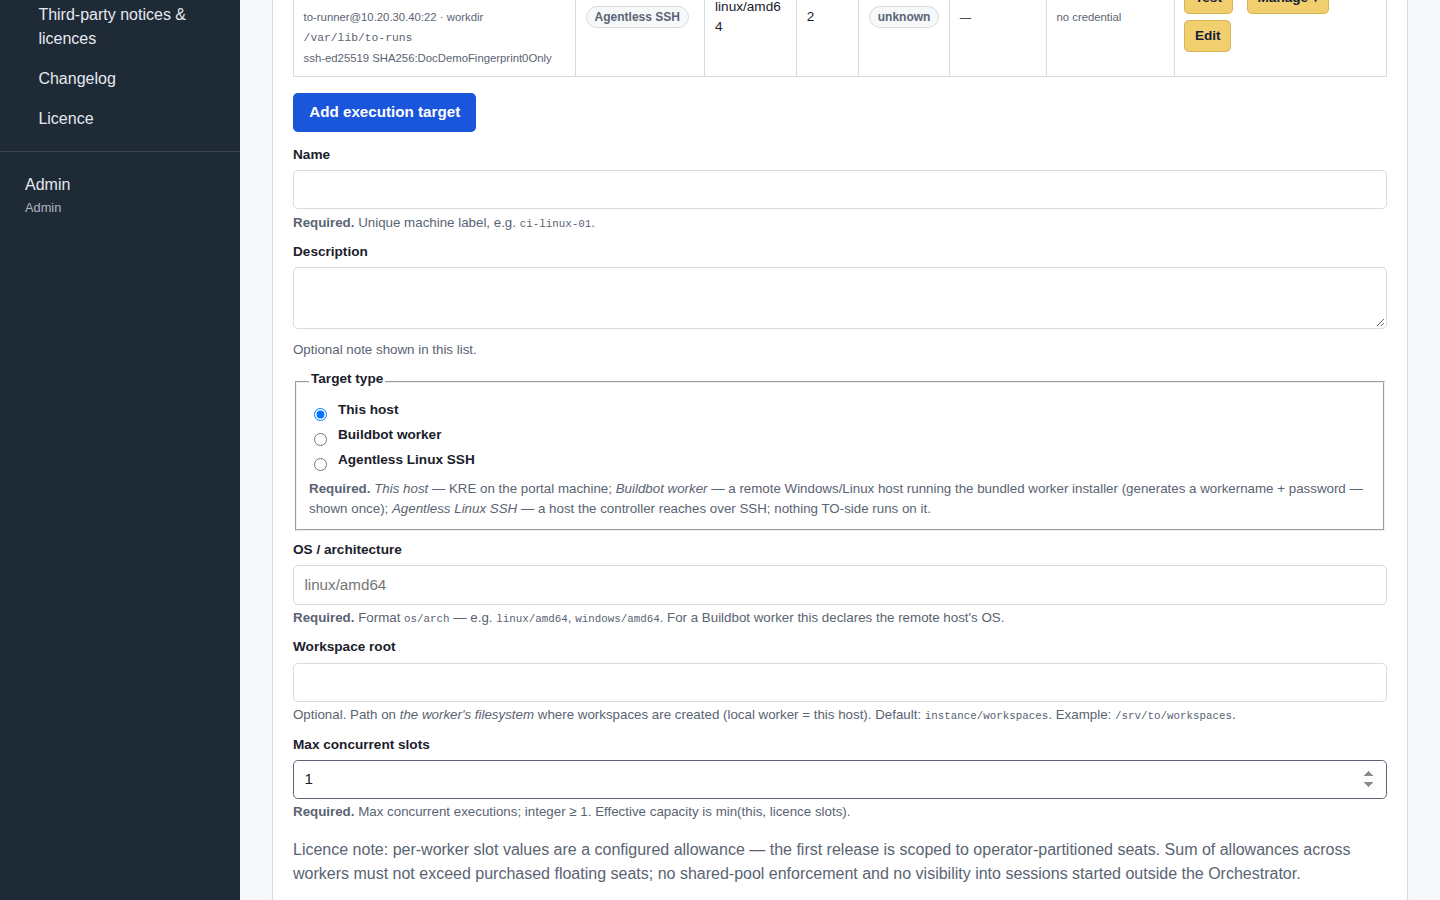 Third-party notices &
licences
Changelog
Licence
Admin
Admin
to-runner@10.20.30.40:22 · workdir
/var/lib/to-runs
ssh-ed25519 SHA256:DocDemoFingerprint0Only
Agentless SSH
linux/amd6
4
2
unknown
—
no credential
Edit
Add execution target
Name
Required. Unique machine label, e.g. ci-linux-01.
Description
Optional note shown in this list.
Target type
This host
Buildbot worker
Agentless Linux SSH
Required. This host — KRE on the portal machine; Buildbot worker — a remote Windows/Linux host running the bundled worker installer (generates a workername + password —
shown once); Agentless Linux SSH — a host the controller reaches over SSH; nothing TO-side runs on it.
OS / architecture
linux/amd64
Required. Format os/arch — e.g. linux/amd64, windows/amd64. For a Buildbot worker this declares the remote host's OS.
Workspace root
Optional. Path on the worker's filesystem where workspaces are created (local worker = this host). Default: instance/workspaces. Example: /srv/to/workspaces.
Max concurrent slots
1
Required. Max concurrent executions; integer ≥ 1. Effective capacity is min(this, licence slots).
Licence note: per-worker slot values are a configured allowance — the first release is scoped to operator-partitioned seats. Sum of allowances across
workers must not exceed purchased floating seats; no shared-pool enforcement and no visibility into sessions started outside the Orchestrator.